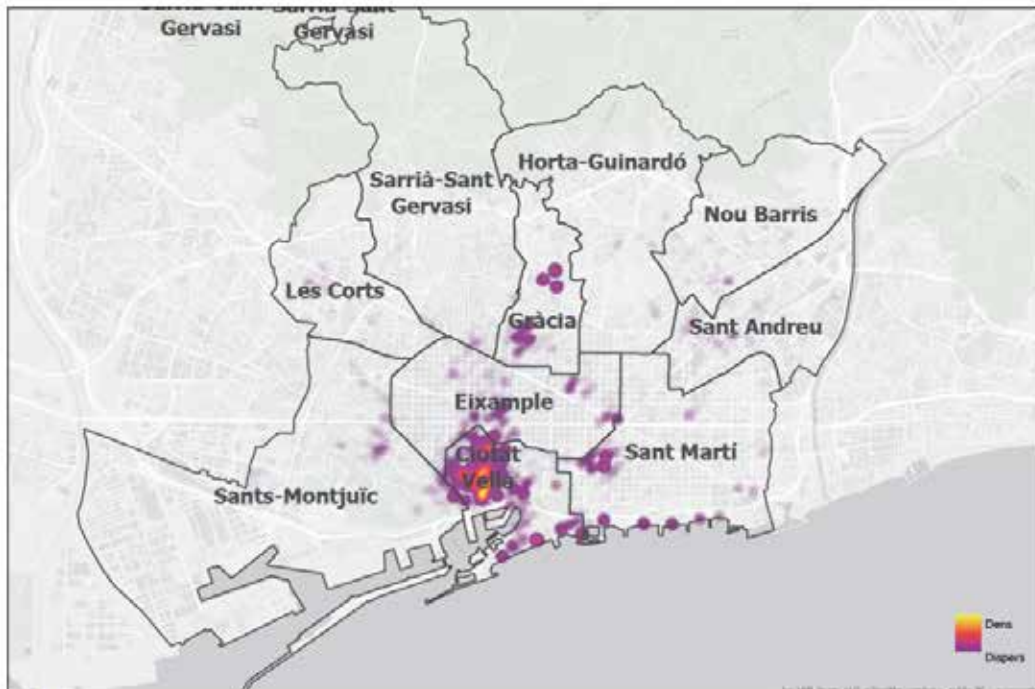 Gervasi
Gervasi
Horta-Guinardó
Sarrià-Sant
Gervasi
Nou Barris
Les Corts
Gràcia
Sant Andreu
Eixample
Ciutat
Vella
Sant Martí
Sants-Montjuïc
Dens
Dispers